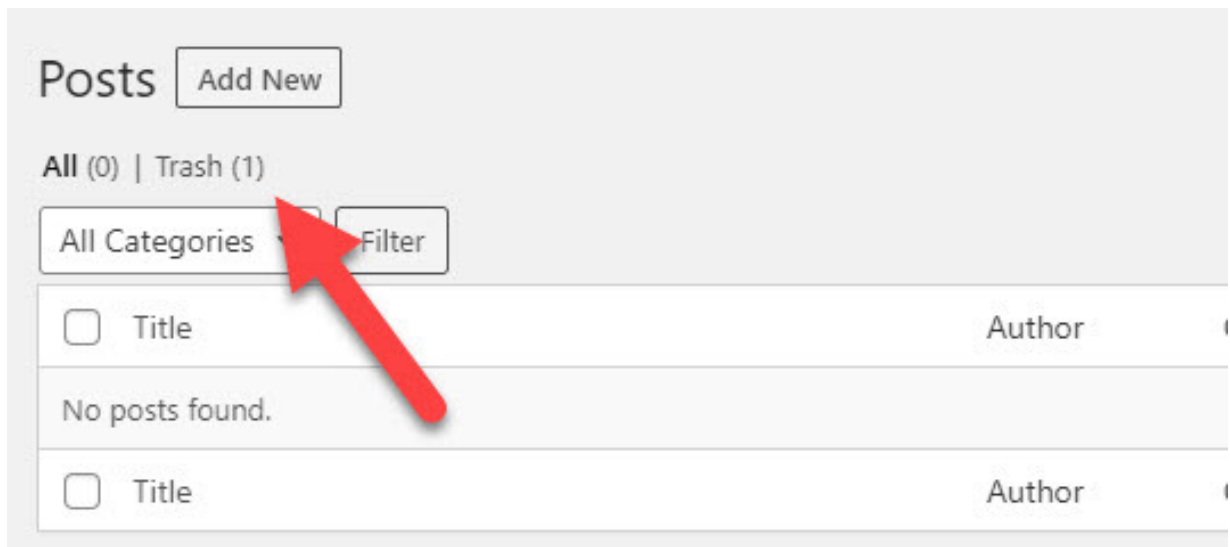 Posts Add New
All (0) | Trash (1)
All Categories Filter
Title Author
No posts found.
Title Author